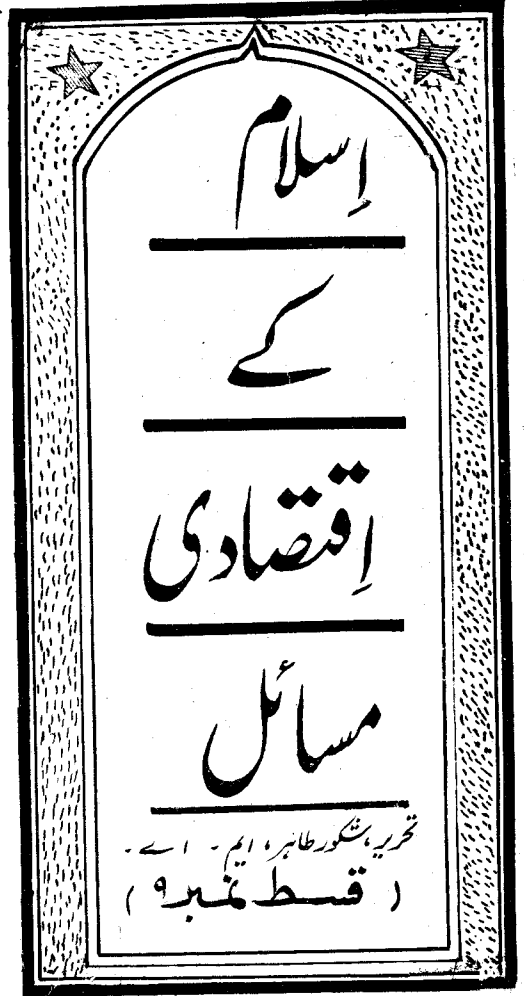 اِسلام
کے
اِقتصادی
مسائل
تحریر، شکور طاہر، ایم - اے -
( قسط نمبر ۹ )